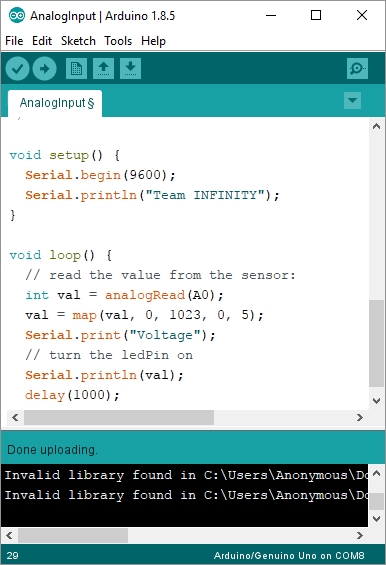 AnalogInput | Arduino 1.8.5
File Edit Sketch Tools Help
AnalogInput §
void setup() {
Serial.begin(9600);
Serial.println("Team INFINITY");
}
void loop() {
// read the value from the sensor:
int val = analogRead(A0);
val = map(val, 0, 1023, 0, 5);
Serial.print("Voltage");
// turn the ledPin on
Serial.println(val);
delay(1000);
Done uploading.
Invalid library found in C:\Users\Anonymous\Do
Invalid library found in C:\Users\Anonymous\Do
29 Arduino/Genuino Uno on COM8